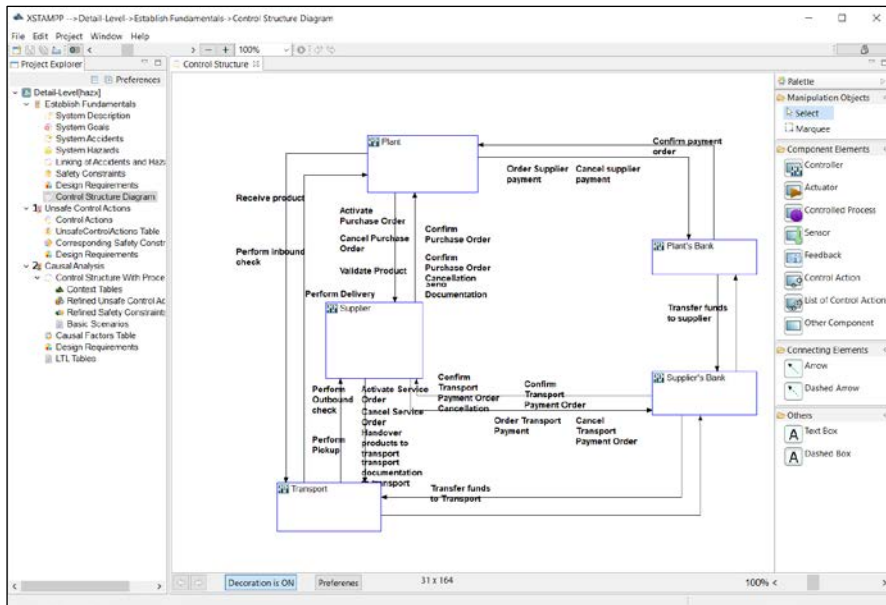 XSTAMPP -->Detail-Level->Establish Fundamentals->Control Structure Diagram
File Edit Project Window Help
100%
Project Explorer
Preferences
Detail-Level[hazx]
Establish Fundamentals
System Description
System Goals
System Accidents
System Hazards
Linking of Accidents and Haza
Safety Constraints
Design Requirements
Control Structure Diagram
Unsafe Control Actions
Control Actions
UnsafeControlActions Table
Corresponding Safety Constr
Design Requirements
Causal Analysis
Control Structure With Proce
Context Tables
Refined Unsafe Control Ac
Refined Safety Constraints
Basic Scenarios
Causal Factors Table
Design Requirements
LTL Tables
Control Structure
Plant
Confirm payment
order
Order Supplier
payment
Cancel supplier
payment
Receive product
Activate
Purchase Order
Cancel Purchase
Order
Validate Product
Confirm
Purchase Order
Confirm
Purchase Order
Cancellation
Send
Documentation
Perform Inbound
check
Perform Delivery
Plant's Bank
Supplier
Transfer funds
to supplier
Supplier's Bank
Perform
Outbound
check
Perform
Pickup
Activate Service
Order
Cancel Service
Order
Handover
products to
transport
transport
documentation
to transport
Confirm
Transport
Payment Order
Cancellation
Confirm
Transport
Payment Order
Order Transport
Payment
Cancel
Transport
Payment Order
Transport
Transfer funds
to Transport
Palette
Manipulation Objects
Select
Marquee
Component Elements
Controller
Actuator
Controlled Process
Sensor
Feedback
Control Action
List of Control Action
Other Component
Connecting Elements
Arrow
Dashed Arrow
Others
Text Box
Dashed Box
Decoration is ON
Preferenes
31 x 164
100%